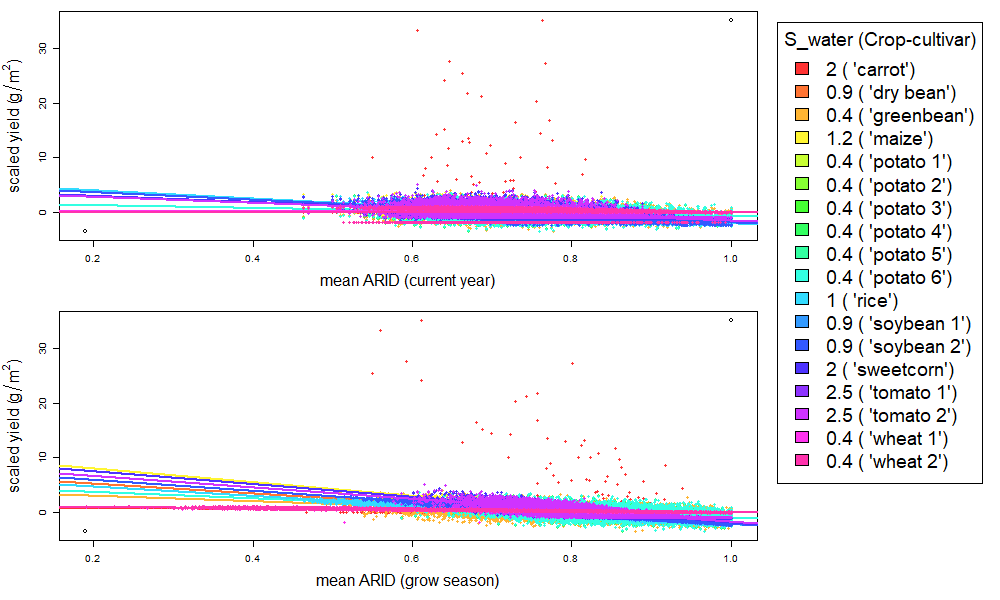 scaled yield (g/m²)
30
20
10
0
0.2 0.4 0.6 0.8 1.0
mean ARID (current year)
scaled yield (g/m²)
30
20
10
0
0.2 0.4 0.6 0.8 1.0
mean ARID (grow season)
S_water (Crop-cultivar)
2 ( 'carrot')
0.9 ( 'dry bean')
0.4 ( 'greenbean')
1.2 ( 'maize')
0.4 ( 'potato 1')
0.4 ( 'potato 2')
0.4 ( 'potato 3')
0.4 ( 'potato 4')
0.4 ( 'potato 5')
0.4 ( 'potato 6')
1 ( 'rice')
0.9 ( 'soybean 1')
0.9 ( 'soybean 2')
2 ( 'sweetcorn')
2.5 ( 'tomato 1')
2.5 ( 'tomato 2')
0.4 ( 'wheat 1')
0.4 ( 'wheat 2')